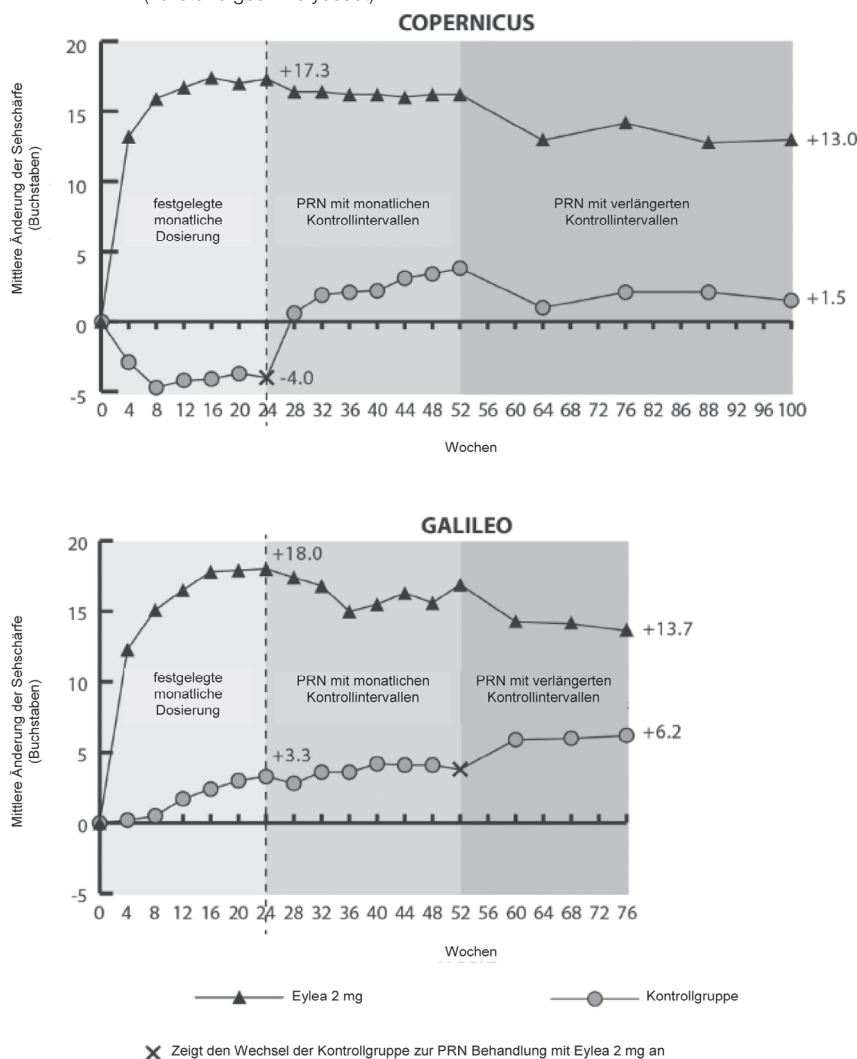 COPERNICUS
Mittlere Änderung der Sehschärfe
(Buchstaben)
20
15
10
5
0
-5
+17.3
+13.0
festgelegte
monatliche
Dosierung
PRN mit monatlichen
Kontrollintervallen
PRN mit verlängerten
Kontrollintervallen
+1.5
-4.0
0 4 8 12 16 20 24 28 32 36 40 44 48 52 56 60 64 68 72 76 82 86 88 92 96 100
Wochen
GALILEO
Mittlere Änderung der Sehschärfe
(Buchstaben)
20
15
10
5
0
-5
+18.0
+13.7
festgelegte
monatliche
Dosierung
PRN mit monatlichen
Kontrollintervallen
PRN mit verlängerten
Kontrollintervallen
+3.3
+6.2
0 4 8 12 16 20 24 28 32 36 40 44 48 52 56 60 64 68 72 76
Wochen
Eylea 2 mg
Kontrollgruppe
Zeigt den Wechsel der Kontrollgruppe zur PRN Behandlung mit Eylea 2 mg an